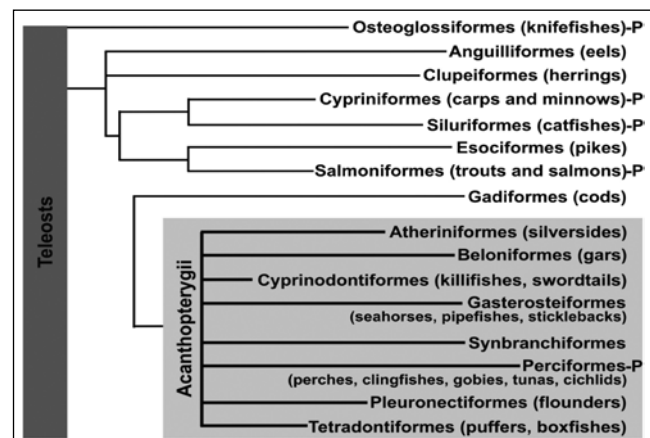 Teleosts
Osteoglossiformes (knifefishes)-P
Anguilliformes (eels)
Clupeiformes (herrings)
Cypriniformes (carps and minnows)-P
Siluriformes (catfishes)-P
Esociformes (pikes)
Salmoniformes (trouts and salmons)-P
Gadiformes (cods)
Acanthopterygii
Atheriniformes (silversides)
Beloniformes (gars)
Cyprinodontiformes (killifishes, swordtails)
Gasterosteiformes
(seahorses, pipefishes, sticklebacks)
Synbranchiformes
Perciformes-P
(perches, clingfishes, gobies, tunas, cichlids)
Pleuronectiformes (flounders)
Tetradontiformes (puffers, boxfishes)